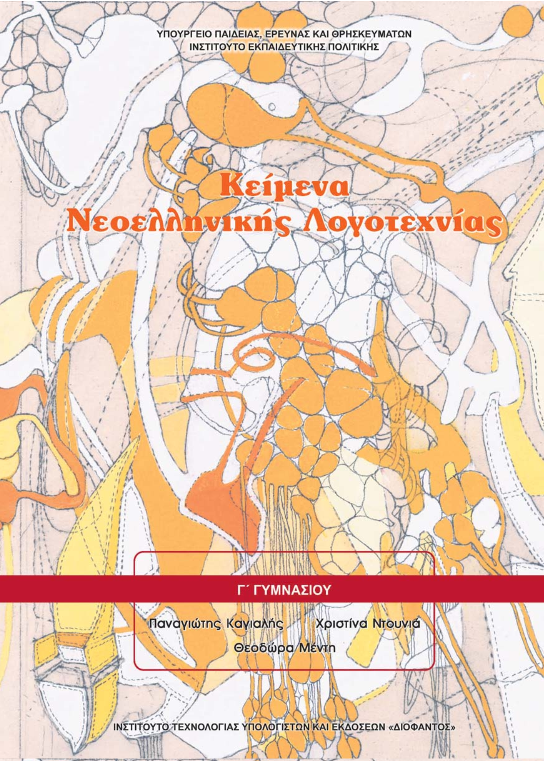 ΥΠΟΥΡΓΕΙΟ ΠΑΙΔΕΙΑΣ, ΕΡΕΥΝΑΣ ΚΑΙ ΘΡΗΣΚΕΥΜΑΤΩΝ
ΙΝΣΤΙΤΟΥΤΟ ΕΚΠΑΙΔΕΥΤΙΚΗΣ ΠΟΛΙΤΙΚΗΣ
Κείμενα
Νεοελληνικής Λογοτεχνίας
Γ΄ ΓΥΜΝΑΣΙΟΥ
Παναγιώτης Καγιαλής Χριστίνα Ντουνιά
Θεοδώρα Μέντη
ΙΝΣΤΙΤΟΥΤΟ ΤΕΧΝΟΛΟΓΙΑΣ ΥΠΟΛΟΓΙΣΤΩΝ ΚΑΙ ΕΚΔΟΣΕΩΝ «ΔΙΟΦΑΝΤΟΣ»